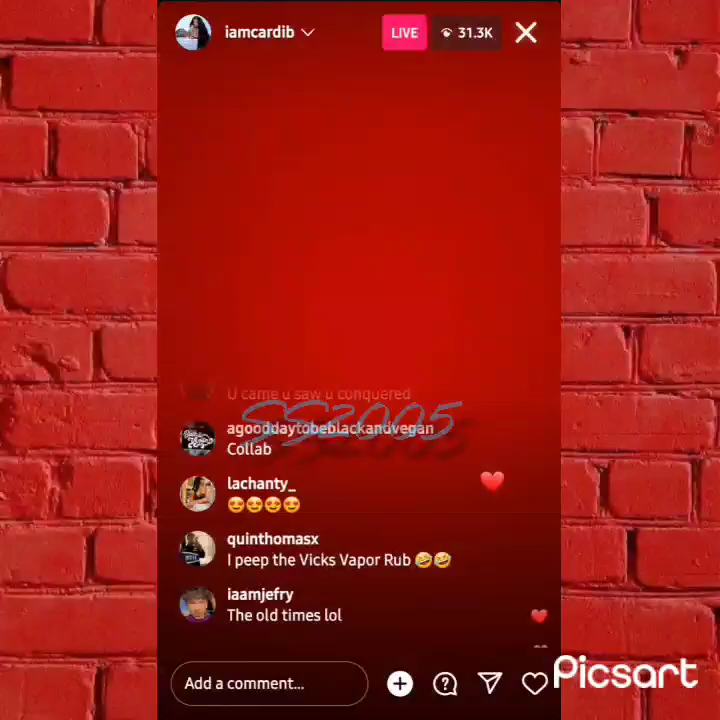 iamcardib
LIVE
31.3K
U came u saw u conquered
SS2005
agooddaytobeblackandvegan
Collab
lachanty_
😍😍😍😍
quinthomasx
I peep the Vicks Vapor Rub 🤣🤣
iaamjefry
The old times lol
Add a comment...
Picsart